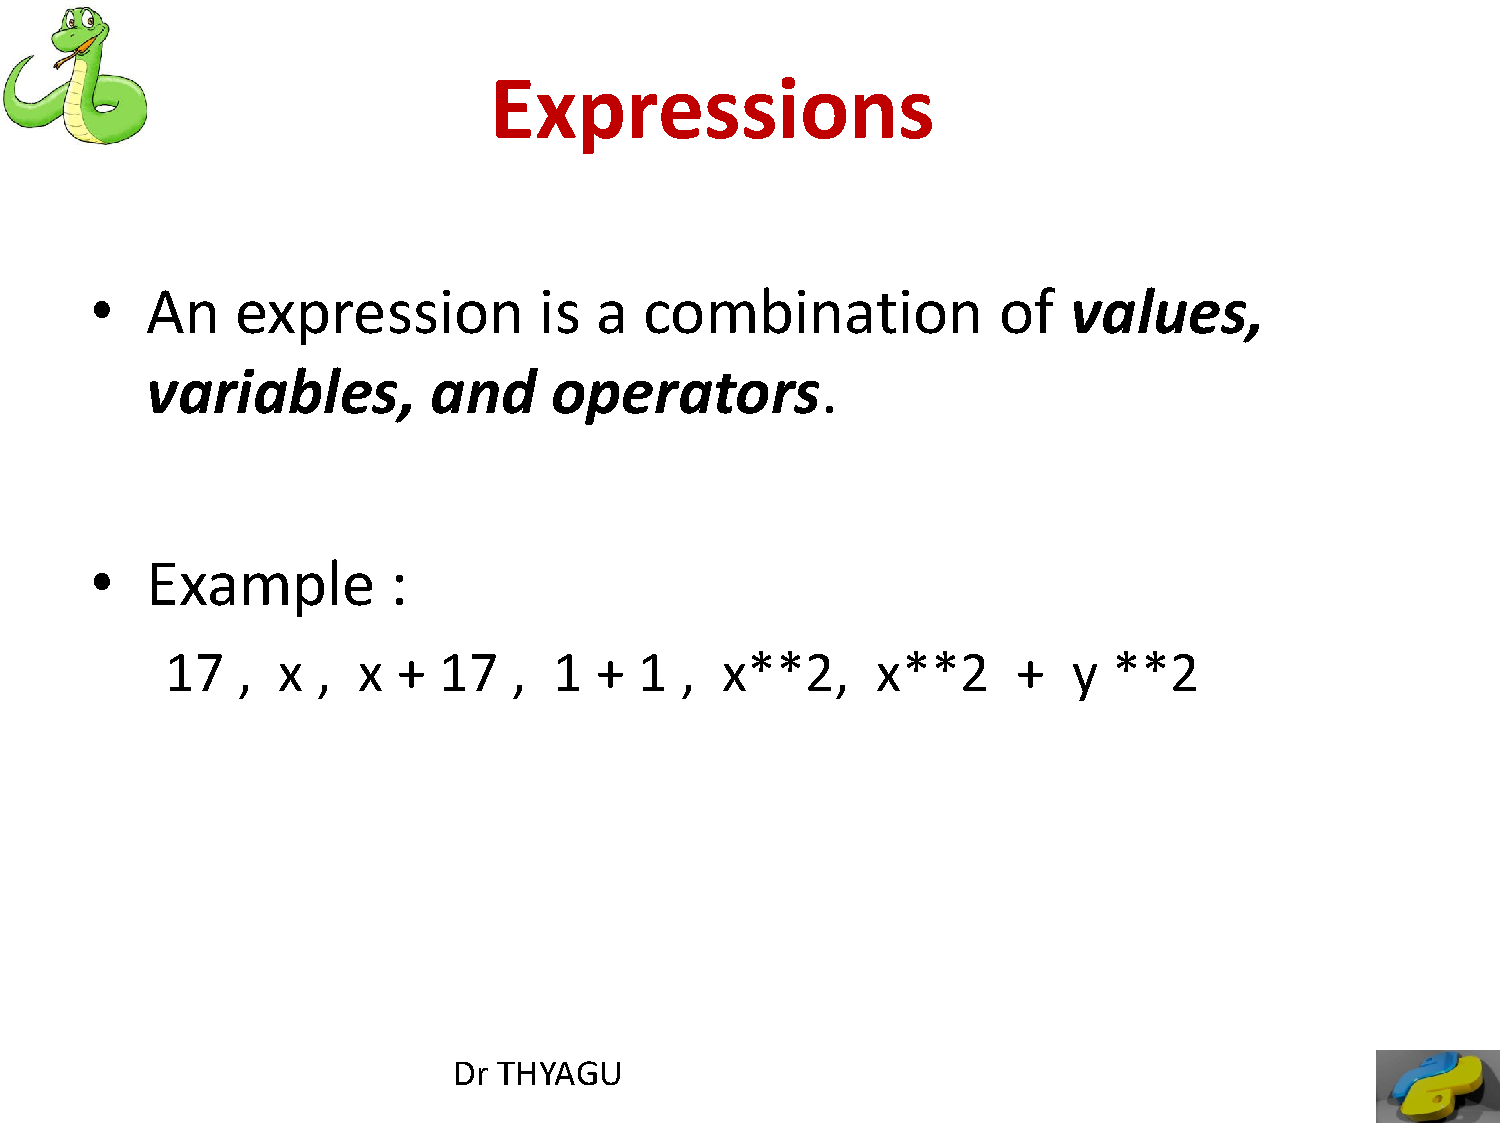 Expressions
• An expression is a combination of values,
variables, and operators.
• Example :
17 , x , x + 17 , 1 + 1 , x**2, x**2 + y **2
Dr THYAGU